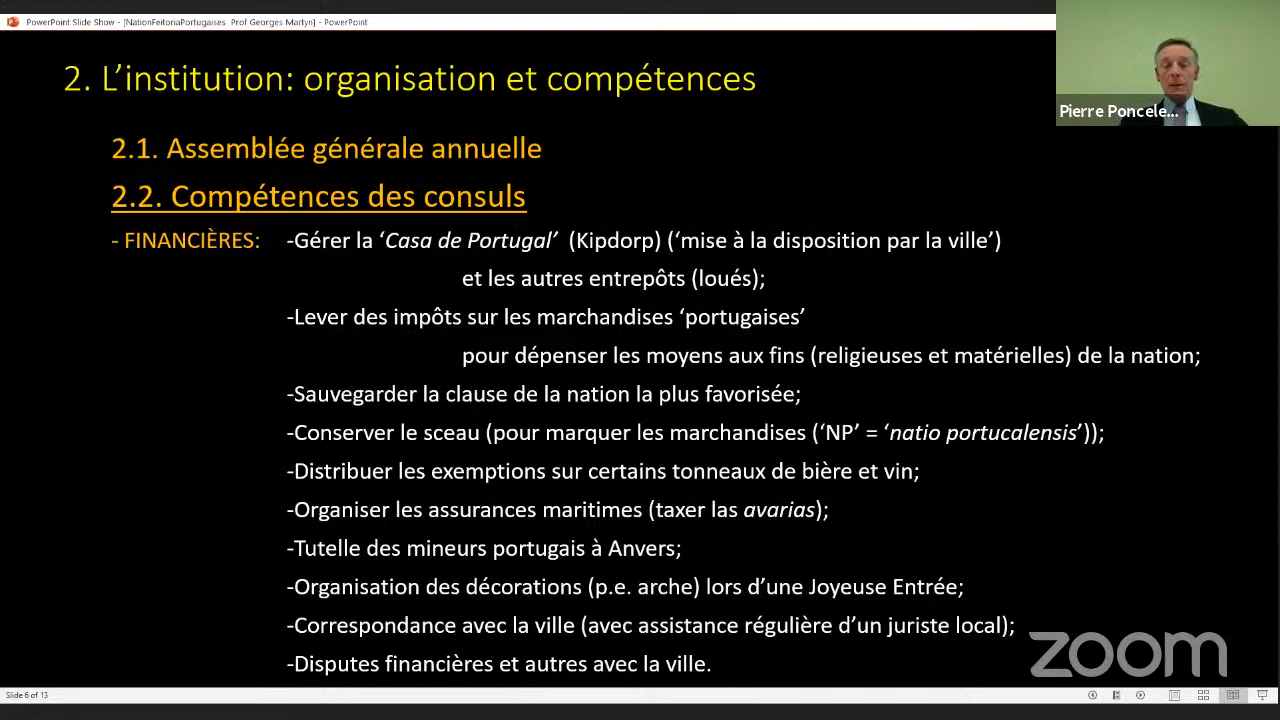 PowerPoint Slide Show - [NationFeitoriaPortugaises Prof Georges Martyn] - PowerPoint
2. L’institution: organisation et compétences
Pierre Poncele...
2.1. Assemblée générale annuelle
2.2. Compétences des consuls
- FINANCIÈRES: -Gérer la ‘Casa de Portugal’ (Kipdorp) (‘mise à la disposition par la ville’)
et les autres entrepôts (loués);
-Lever des impôts sur les marchandises ‘portugaises’
pour dépenser les moyens aux fins (religieuses et matérielles) de la nation;
-Sauvegarder la clause de la nation la plus favorisée;
-Conserver le sceau (pour marquer les marchandises (‘NP’ = ‘natio portucalensis’));
-Distribuer les exemptions sur certains tonneaux de bière et vin;
-Organiser les assurances maritimes (taxer las avarias);
-Tutelle des mineurs portugais à Anvers;
-Organisation des décorations (p.e. arche) lors d’une Joyeuse Entrée;
-Correspondance avec la ville (avec assistance régulière d’un juriste local);
-Disputes financières et autres avec la ville.
zoom
Slide 6 of 13